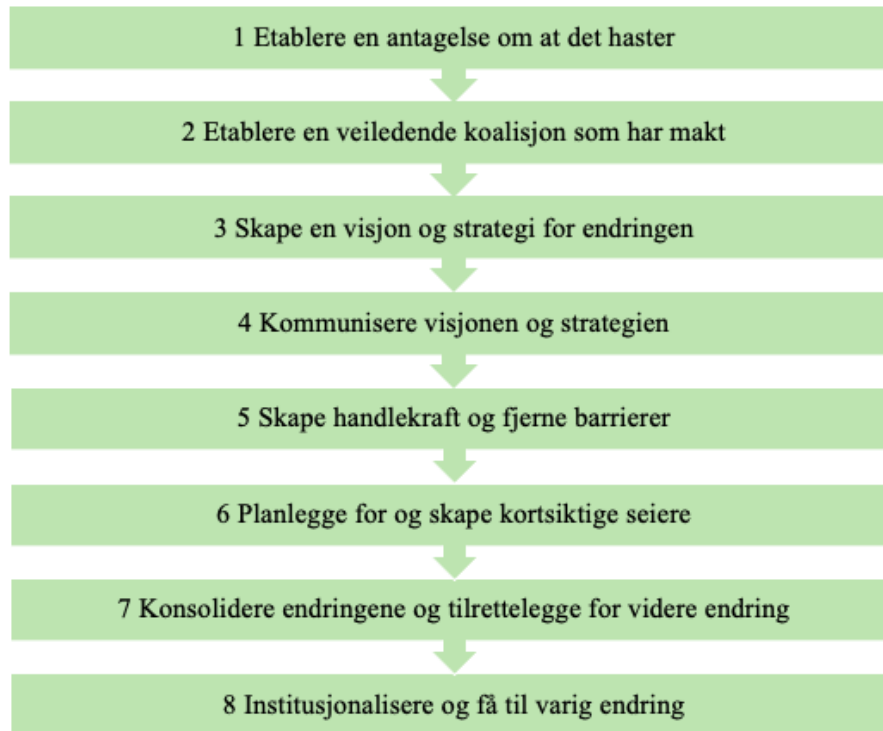 1 Etablere en antagelse om at det haster
2 Etablere en veiledende koalisjon som har makt
3 Skape en visjon og strategi for endringen
4 Kommunisere visjonen og strategien
5 Skape handlekraft og fjerne barrierer
6 Planlegge for og skape kortsiktige seiere
7 Konsolidere endringene og tilrettelegge for videre endring
8 Institusjonalisere og få til varig endring